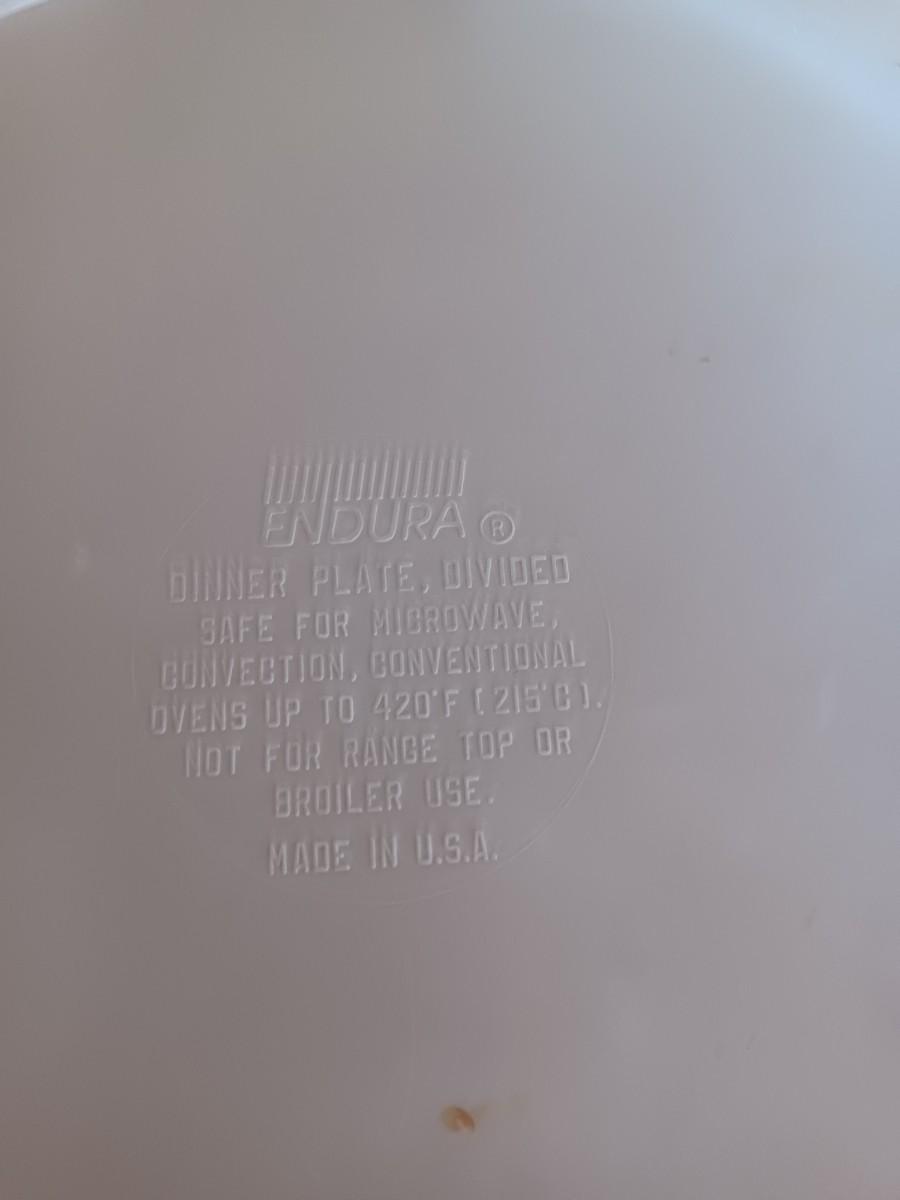 ENDURA ®
DINNER PLATE, DIVIDED
SAFE FOR MICROWAVE,
CONVECTION, CONVENTIONAL
OVENS UP TO 420°F (215°C).
NOT FOR RANGE TOP OR
BROILER USE.
MADE IN U.S.A.